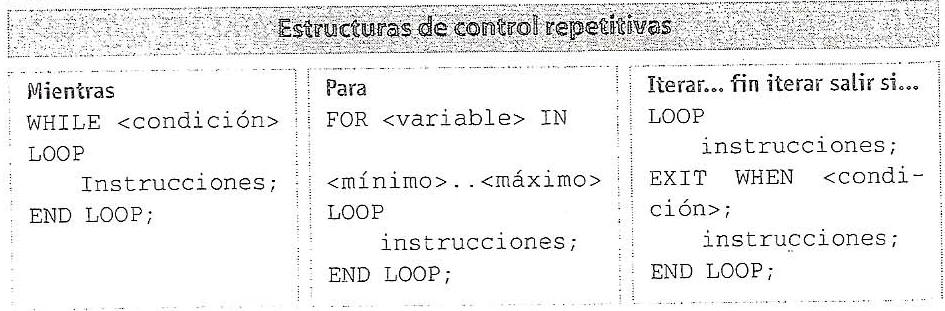 Estructuras de control repetitivas
Mientras
WHILE <condición>
LOOP
Instrucciones;
END LOOP;
Para
FOR <variable> IN
<mínimo>..<máximo>
LOOP
instrucciones;
END LOOP;
Iterar... fin iterar salir si...
LOOP
instrucciones;
EXIT WHEN <condi-
ción>;
instrucciones;
END LOOP;